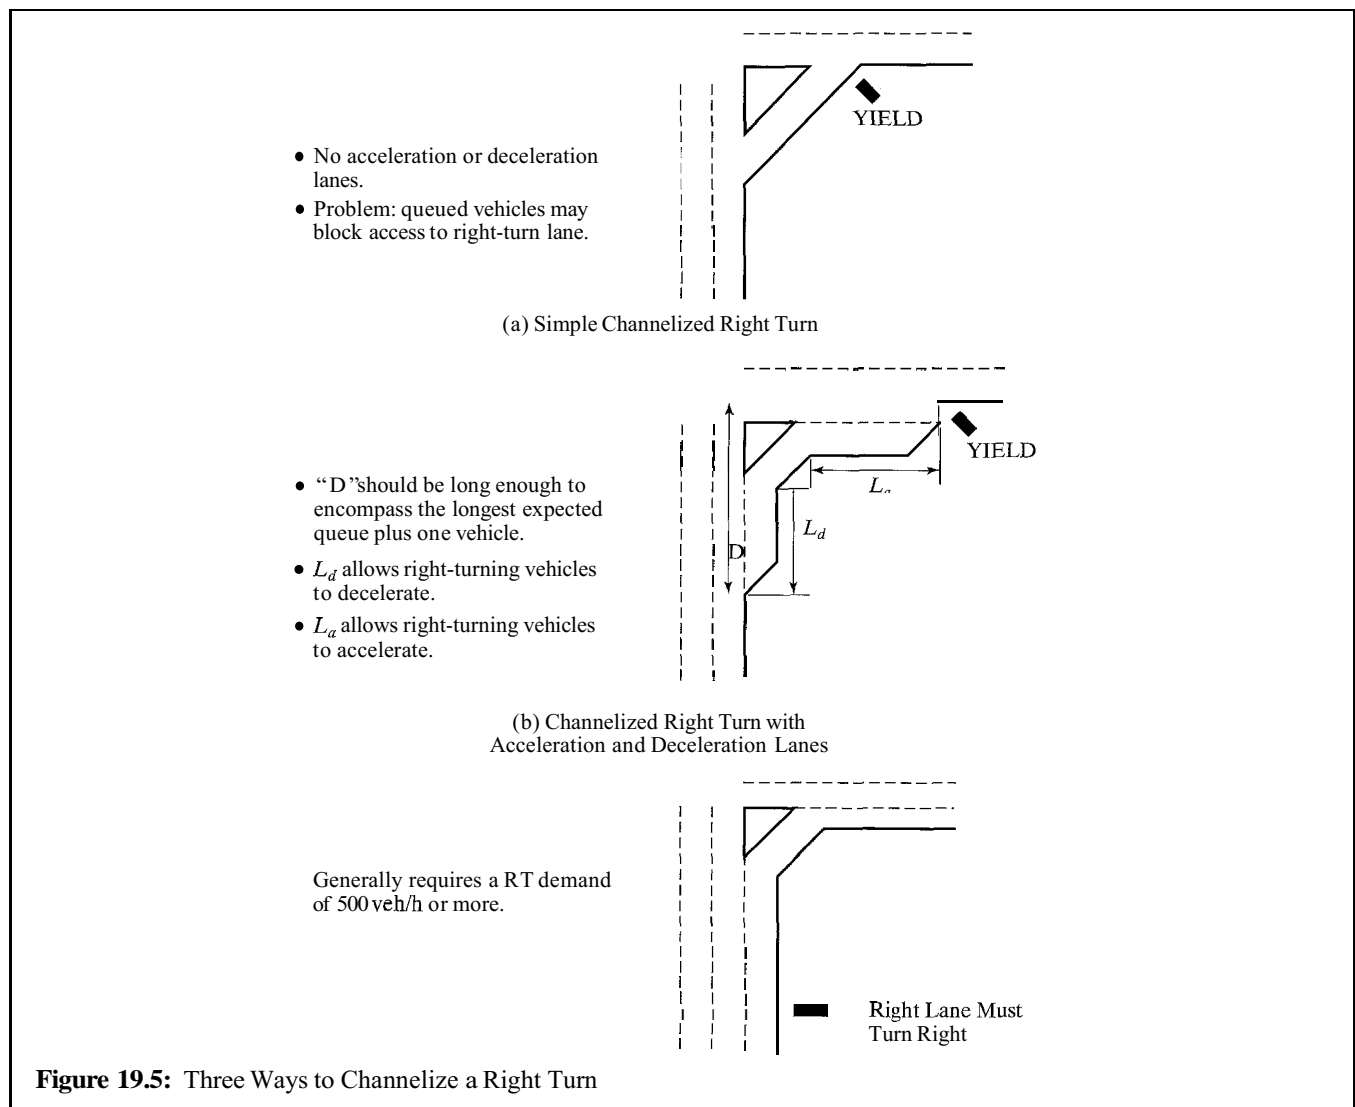 YIELD
• No acceleration or deceleration
lanes.
• Problem: queued vehicles may
block access to right-turn lane.
(a) Simple Channelized Right Turn
YIELD
L
• “D”should be long enough to
encompass the longest expected
queue plus one vehicle.
L_d
D
• L_d allows right-turning vehicles
to decelerate.
• L_a allows right-turning vehicles
to accelerate.
(b) Channelized Right Turn with
Acceleration and Deceleration Lanes
Generally requires a RT demand
of 500 veh/h or more.
Right Lane Must
Turn Right
Figure 19.5: Three Ways to Channelize a Right Turn